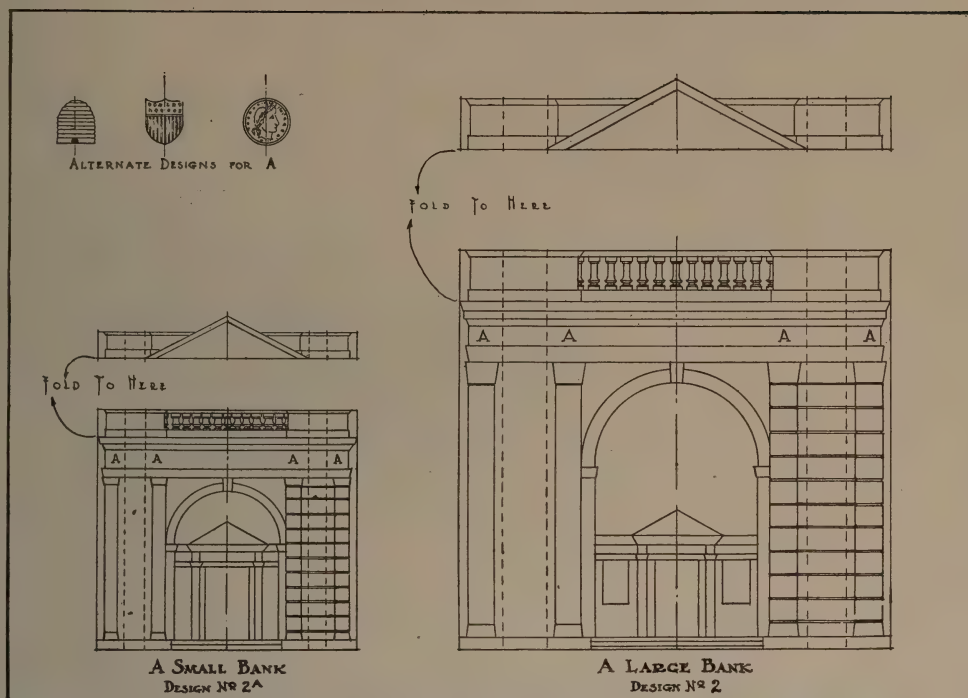 ALTERNATE DESIGNS FOR A
FOLD TO HERE
A A A A
FOLD TO HERE
A A A A
A SMALL BANK
DESIGN Nº 2A
A LARGE BANK
DESIGN Nº 2